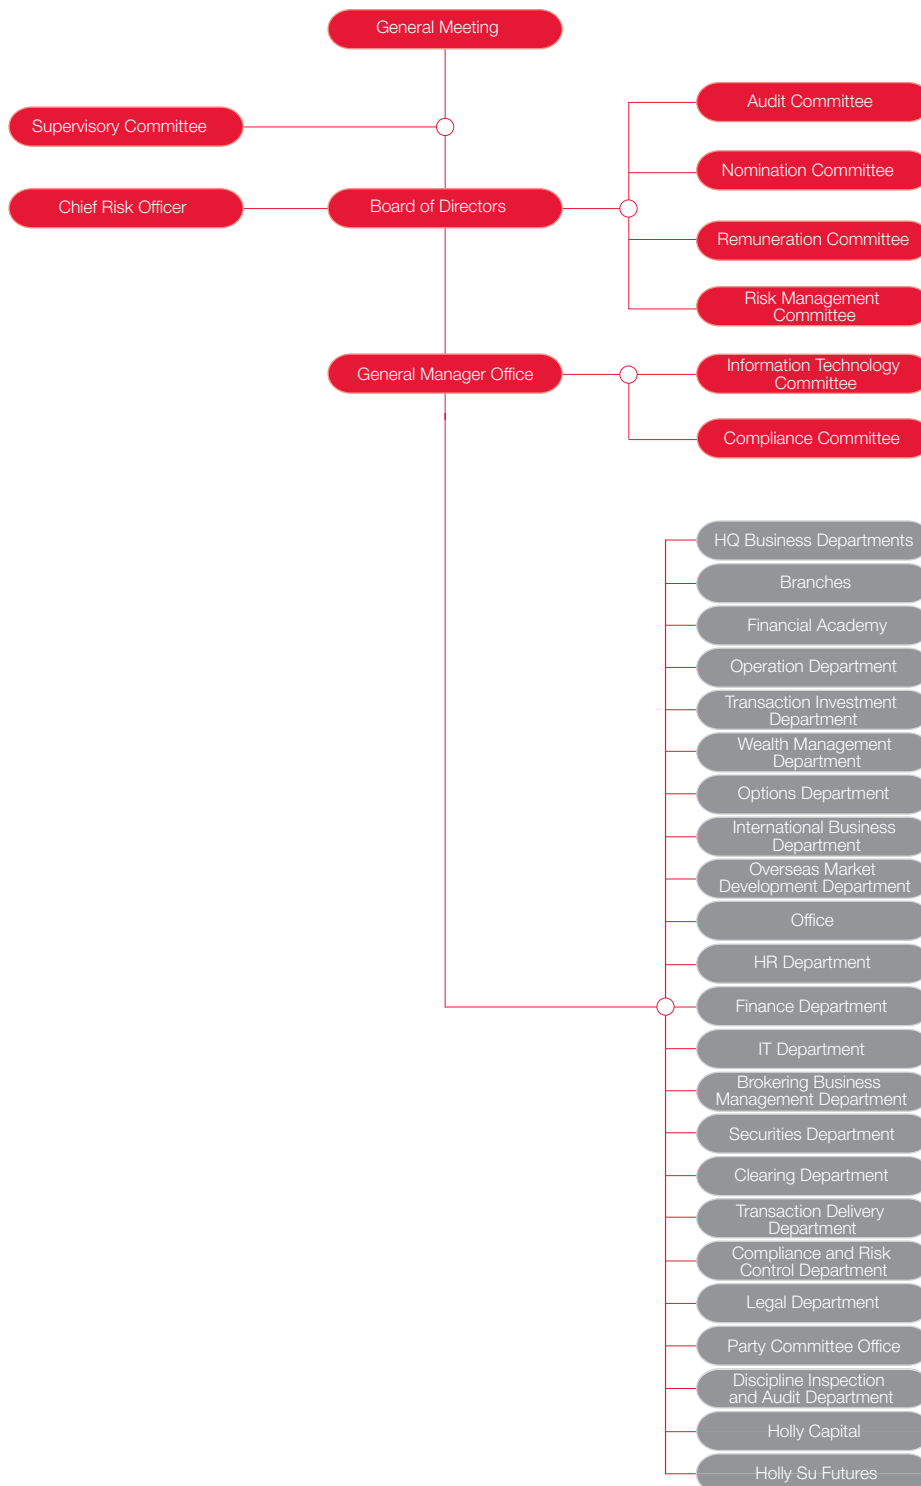 General Meeting
Supervisory Committee
Chief Risk Officer
Board of Directors
Audit Committee
Nomination Committee
Remuneration Committee
Risk Management
Committee
General Manager Office
Information Technology
Committee
Compliance Committee
HQ Business Departments
Branches
Financial Academy
Operation Department
Transaction Investment
Department
Wealth Management
Department
Options Department
International Business
Department
Overseas Market
Development Department
Office
HR Department
Finance Department
IT Department
Brokering Business
Management Department
Securities Department
Clearing Department
Transaction Delivery
Department
Compliance and Risk
Control Department
Legal Department
Party Committee Office
Discipline Inspection
and Audit Department
Holly Capital
Holly Su Futures